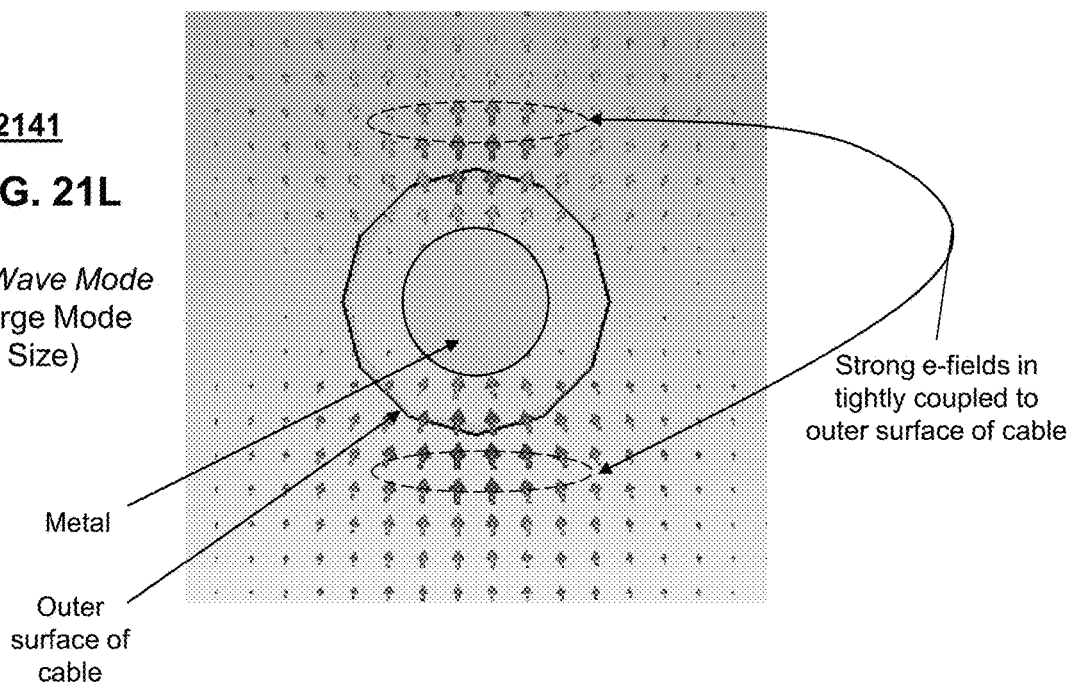 2141
G. 21L
Wave Mode
rge Mode
Size)
Strong e-fields in
tightly coupled to
outer surface of cable
Metal
Outer
surface of
cable